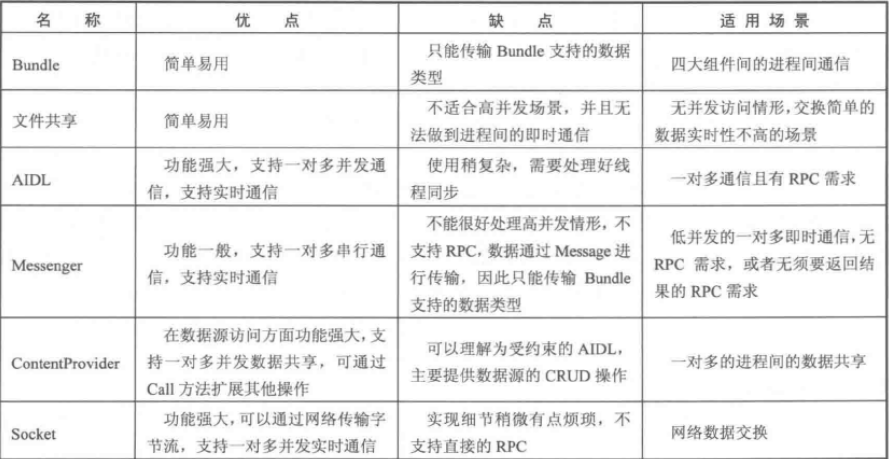 名 称
优 点
缺 点
适用场景
Bundle
简单易用
只能传输 Bundle 支持的数据
类型
四大组件间的进程间通信
文件共享
简单易用
不适合高并发场景，并且无
法做到进程间的即时通信
无并发访问情形，交换简单的
数据实时性不高的场景
AIDL
功能强大，支持一对多并发通
信，支持实时通信
使用稍复杂，需要处理好线
程同步
一对多通信且有 RPC 需求
Messenger
功能一般，支持一对多串行通
信，支持实时通信
不能很好处理高并发情形，不
支持 RPC，数据通过 Message 进
行传输，因此只能传输 Bundle
支持的数据类型
低并发的一对多即时通信，无
RPC 需求，或者无须要返回结
果的 RPC 需求
ContentProvider
在数据源访问方面功能强大，支
持一对多并发数据共享，可通过
Call 方法扩展其他操作
可以理解为受约束的 AIDL，
主要提供数据源的 CRUD 操作
一对多的进程间的数据共享
Socket
功能强大，可以通过网络传输字
节流，支持一对多并发实时通信
实现细节稍微有点烦琐，不
支持直接的 RPC
网络数据交换